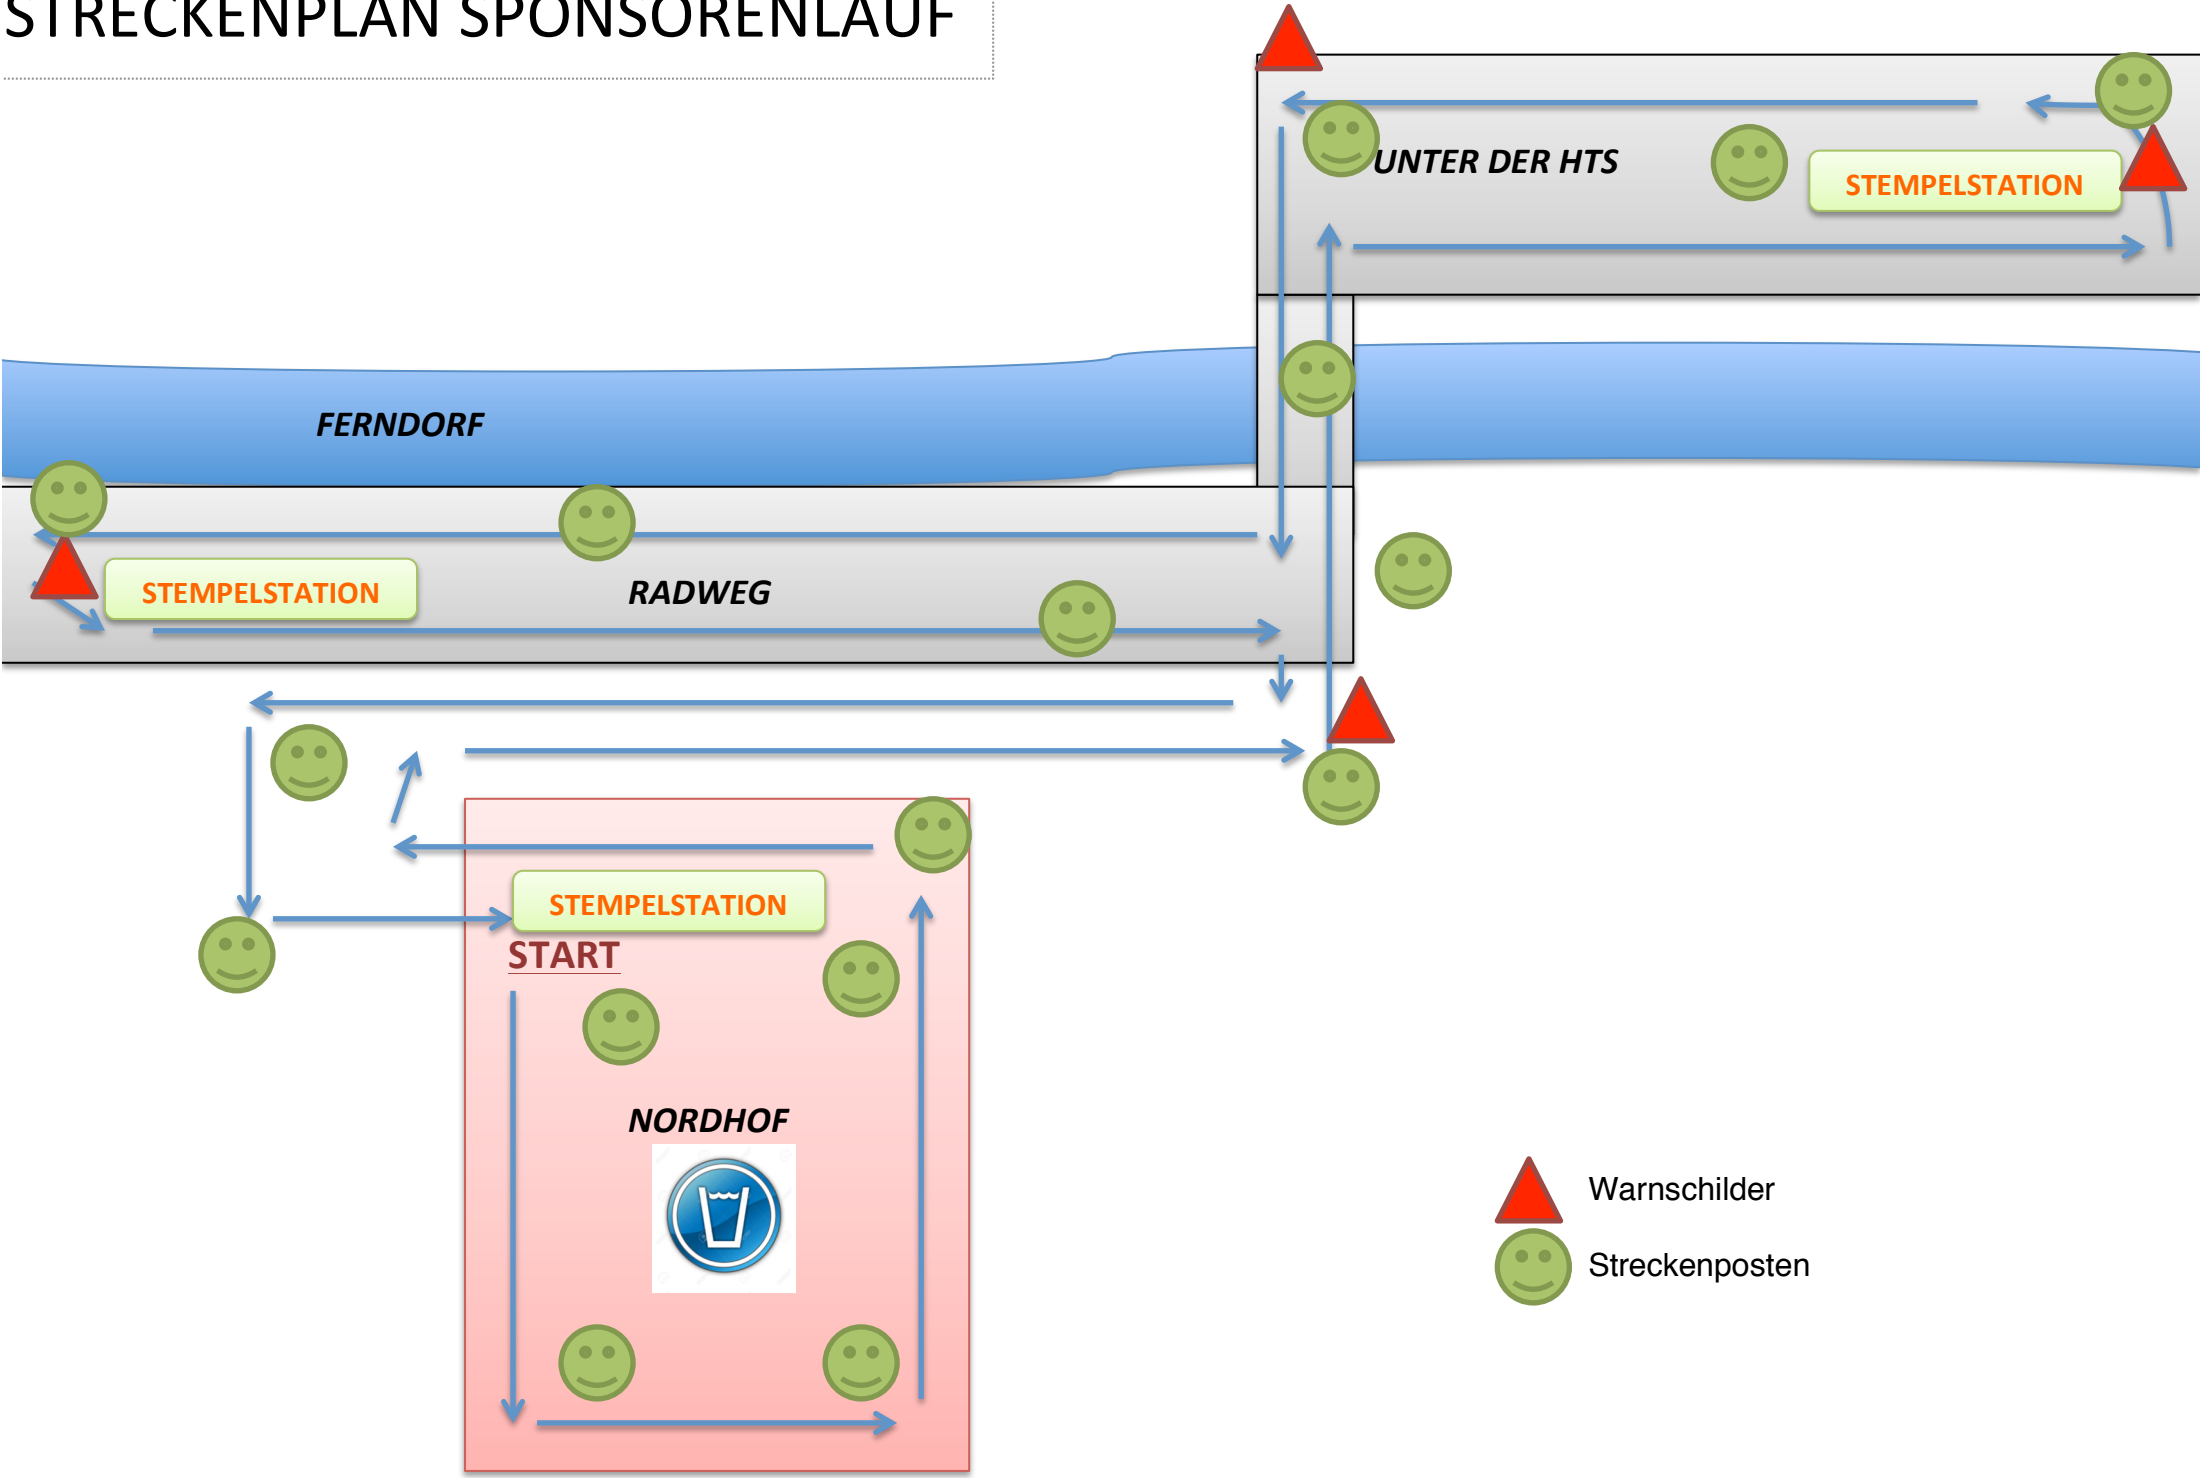 STRECKENPLAN SPONSORENLAUF
UNTER DER HTS
STEMPELSTATION
FERNDORF
STEMPELSTATION
RADWEG
STEMPELSTATION
START
NORDHOF
Warnschilder
Streckenposten